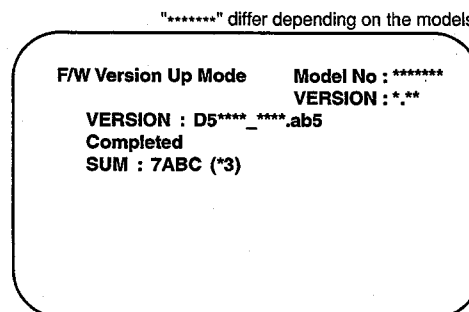 "*******" differ depending on the models
F/W Version Up Mode Model No : *******
VERSION : *.**
VERSION : D5****_****.ab5
Completed
SUM : 7ABC (*3)